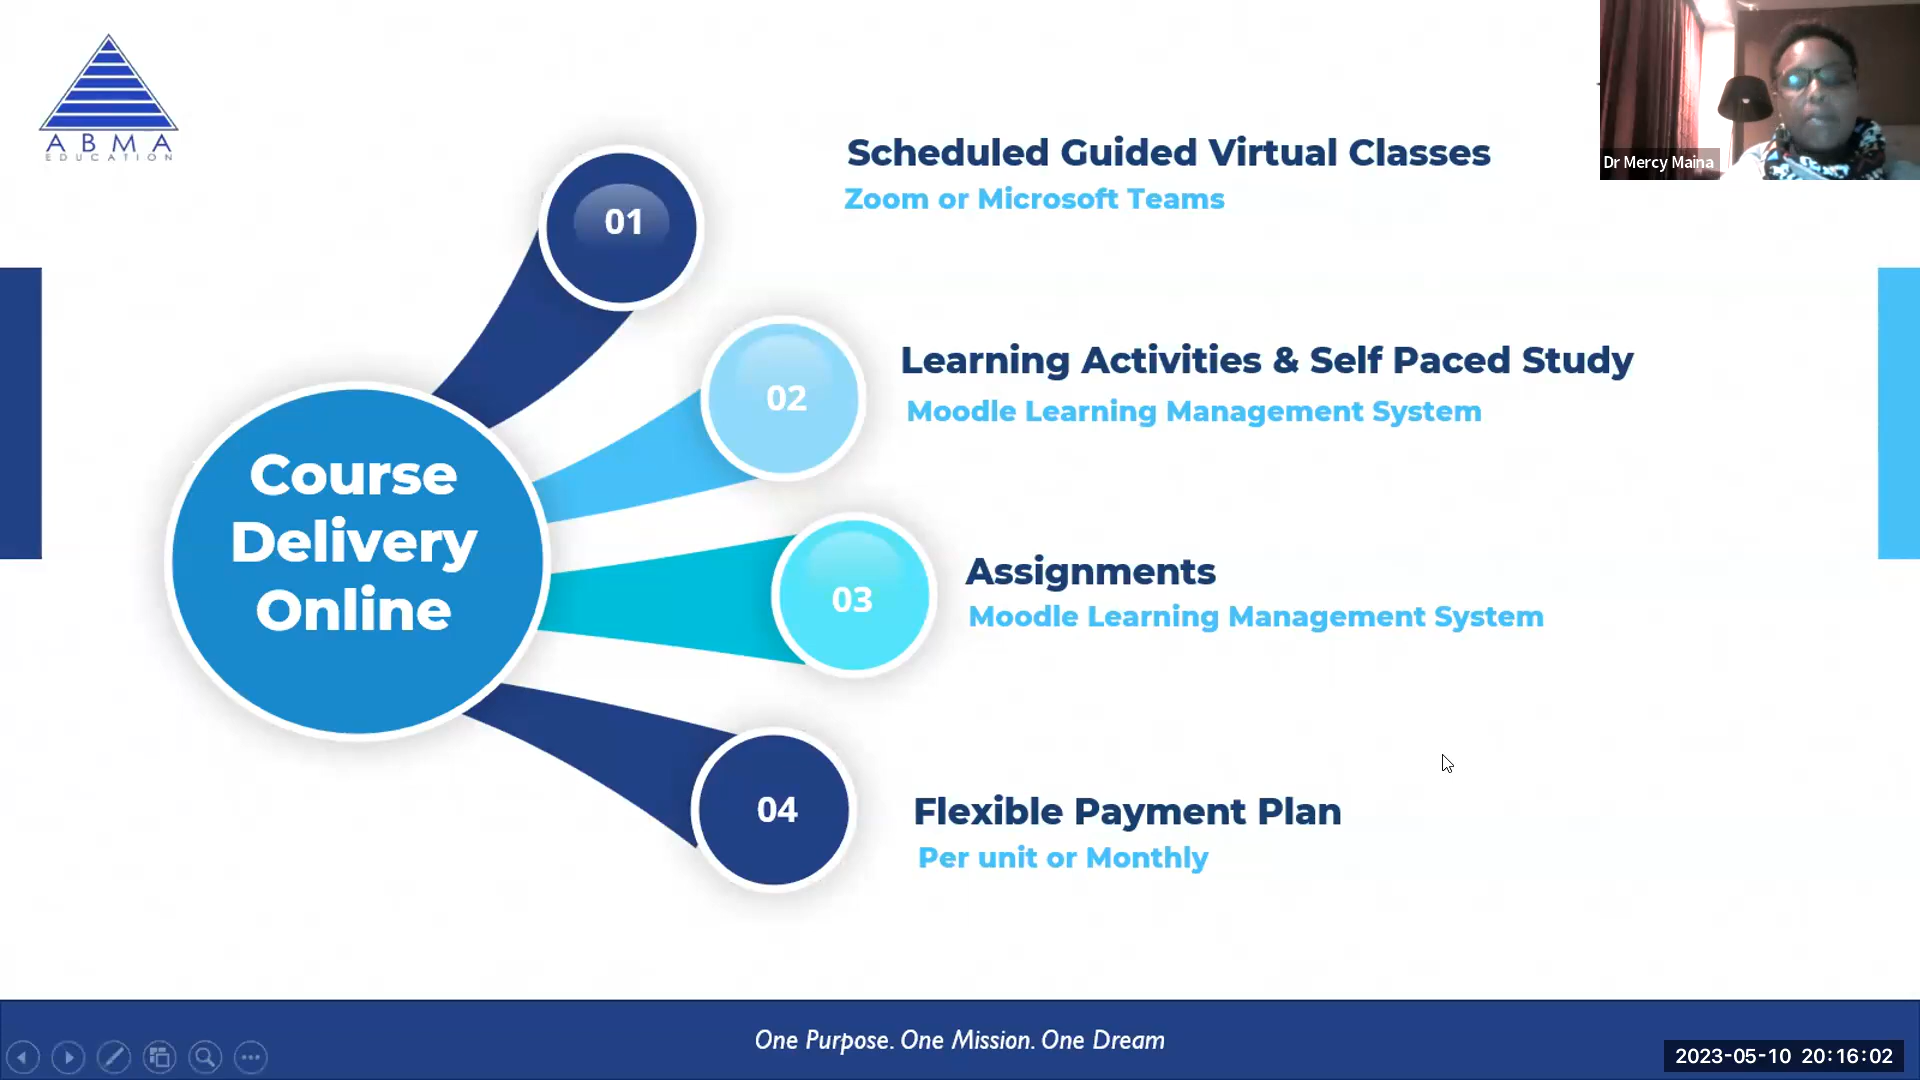 ABMA
EDUCATION
Dr Mercy Maina
Course
Delivery
Online
01
Scheduled Guided Virtual Classes
Zoom or Microsoft Teams
02
Learning Activities & Self Paced Study
Moodle Learning Management System
03
Assignments
Moodle Learning Management System
04
Flexible Payment Plan
Per unit or Monthly
One Purpose. One Mission. One Dream
2023-05-10 20:16:02